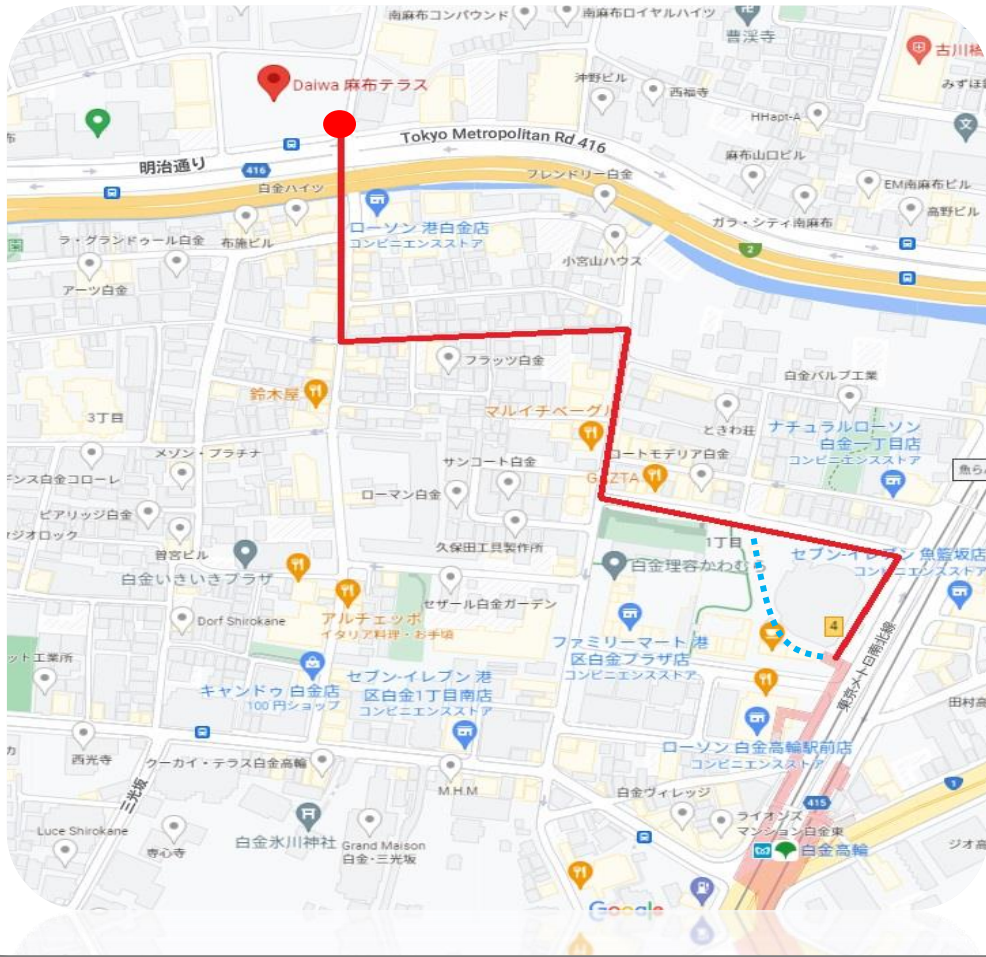 南麻布コンパウンド
南麻布ロイヤルハイツ
曹渓寺
古川橋
みずほ
Daiwa 麻布テラス
沖野ビル
西福寺
HHapt-A
Tokyo Metropolitan Rd 416
明治通り
416
麻布山口ビル
フレンドリー白金
EM南麻布ビル
白金ハイツ
高野ビル
ローソン 港白金店
コンビニエンスストア
ガラ・シティ南麻布
ラ・グランドゥール白金
布施ビル
2
小宮山ハウス
アーツ白金
フラッツ白金
白金バルブ工業
鈴木屋
マルイチベーグル
3丁目
ときわ荘
ナチュラルローソン
白金一丁目店
コンビニエンスストア
メゾン・プラチナ
サンコート白金
コートモデリア白金
デンス白金コローレ
GAZTA
魚ら
ローマン白金
ピアリッジ白金
タジオロック
久保田工具製作所
1丁目
曽宮ビル
セブン-イレブン 魚籃坂店
コンビニエンスストア
白金いきいきプラザ
白金理容かわむら
セザール白金ガーデン
Dorf Shirokane
アルチェッポ
イタリア料理・お手頃
4
ファミリーマート 港
区白金プラザ店
コンビニエンスストア
ット工業所
東京メトロ南北線
キャンドゥ 白金店
100 円ショップ
セブン-イレブン 港
区白金1丁目南店
コンビニエンスストア
田村高
ローソン 白金高輪駅前店
コンビニエンスストア
西光寺
クーカイ・テラス白金高輪
三光坂
M.H.M
白金ヴィレッジ
1
415
ライオンズ
マンション白金東
Luce Shirokane
専心寺
白金氷川神社
Grand Maison
白金・三光坂
白金高輪
ジオ高
Google